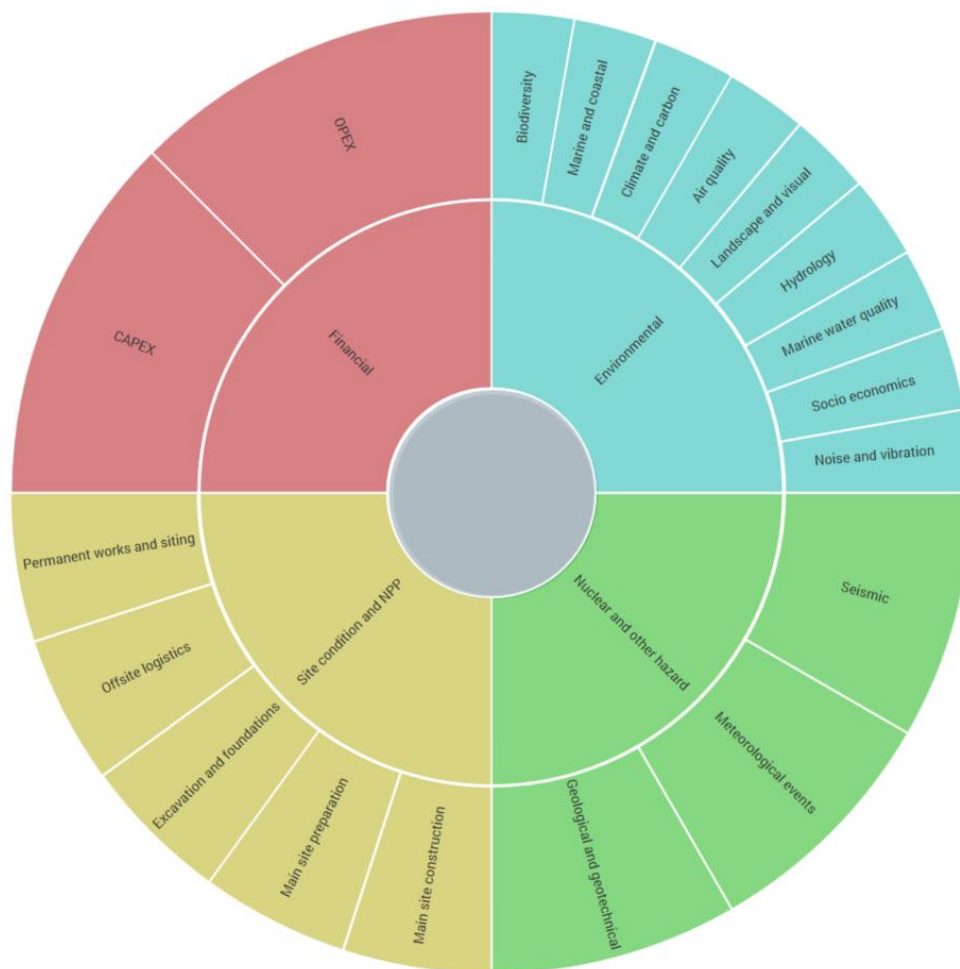 OPEX
CAPEX
Financial
Biodiversity
Marine and coastal
Climate and carbon
Air quality
Landscape and visual
Hydrology
Marine water quality
Socio economics
Noise and vibration
Environmental
Permanent works and siting
Offsite logistics
Excavation and foundations
Main site preparation
Main site construction
Site condition and NPP
Nuclear and other hazard
Seismic
Meteorological events
Geological and geotechnical